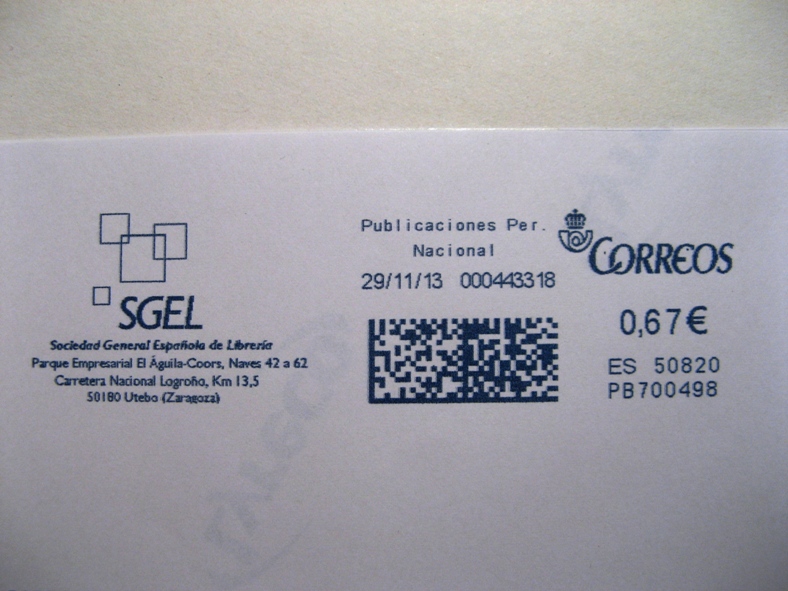 SGEL
Sociedad General Española de Librería
Parque Empresarial El Águila-Coors, Naves 42 a 62
Carretera Nacional Logroño, Km 13,5
50180 Utebo (Zaragoza)
Publicaciones Per.
Nacional
29/11/13 000443318
CORREOS
0,67€
ES 50820
PB700498